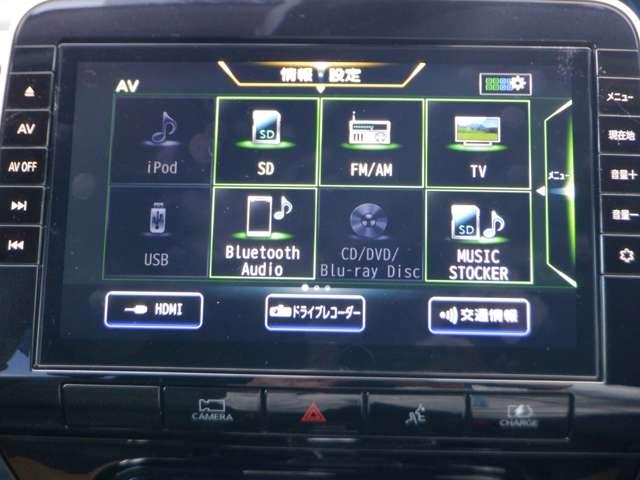 情報・設定
AV
iPod
SD
SD
FM/AM
TV
メニュー
USB
Bluetooth
Audio
CD/DVD/
Blu-ray Disc
SD
MUSIC
STOCKER
HDMI
ドライブレコーダー
交通情報
AV
AV OFF
メニュー
現在地
音量＋
音量－
CAMERA
CHARGE